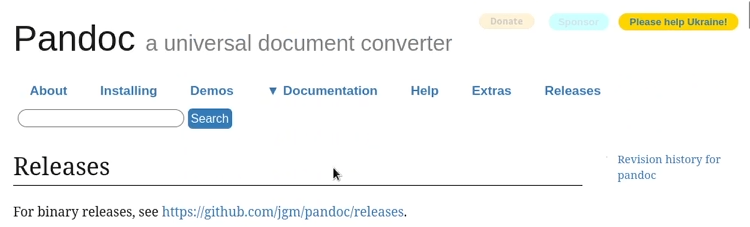 Donate Sponsor Please help Ukraine!
Pandoc a universal document converter
About Installing Demos ▼ Documentation Help Extras Releases
Search
Releases
Revision history for
pandoc
For binary releases, see https://github.com/jgm/pandoc/releases.